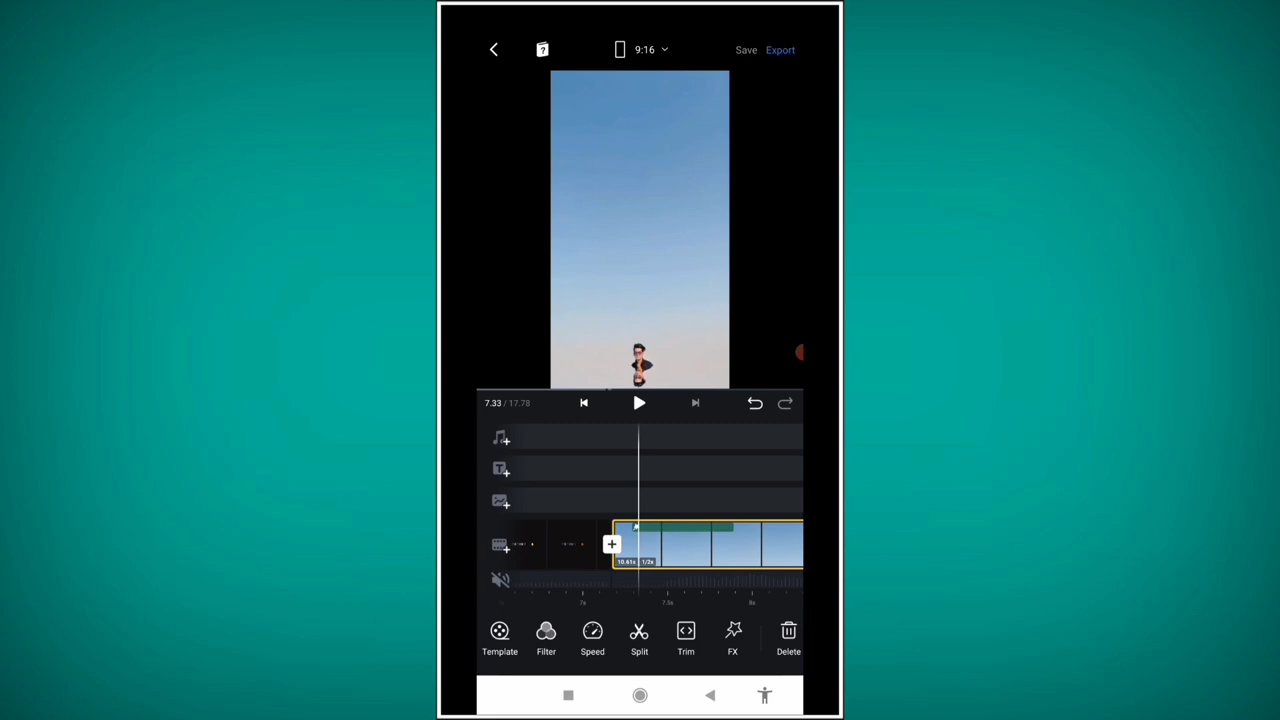 9:16
Save
Export
7.33 / 17.78
10.61s 1/2x
7s
7.5s
8s
Template
Filter
Speed
Split
Trim
FX
Delete